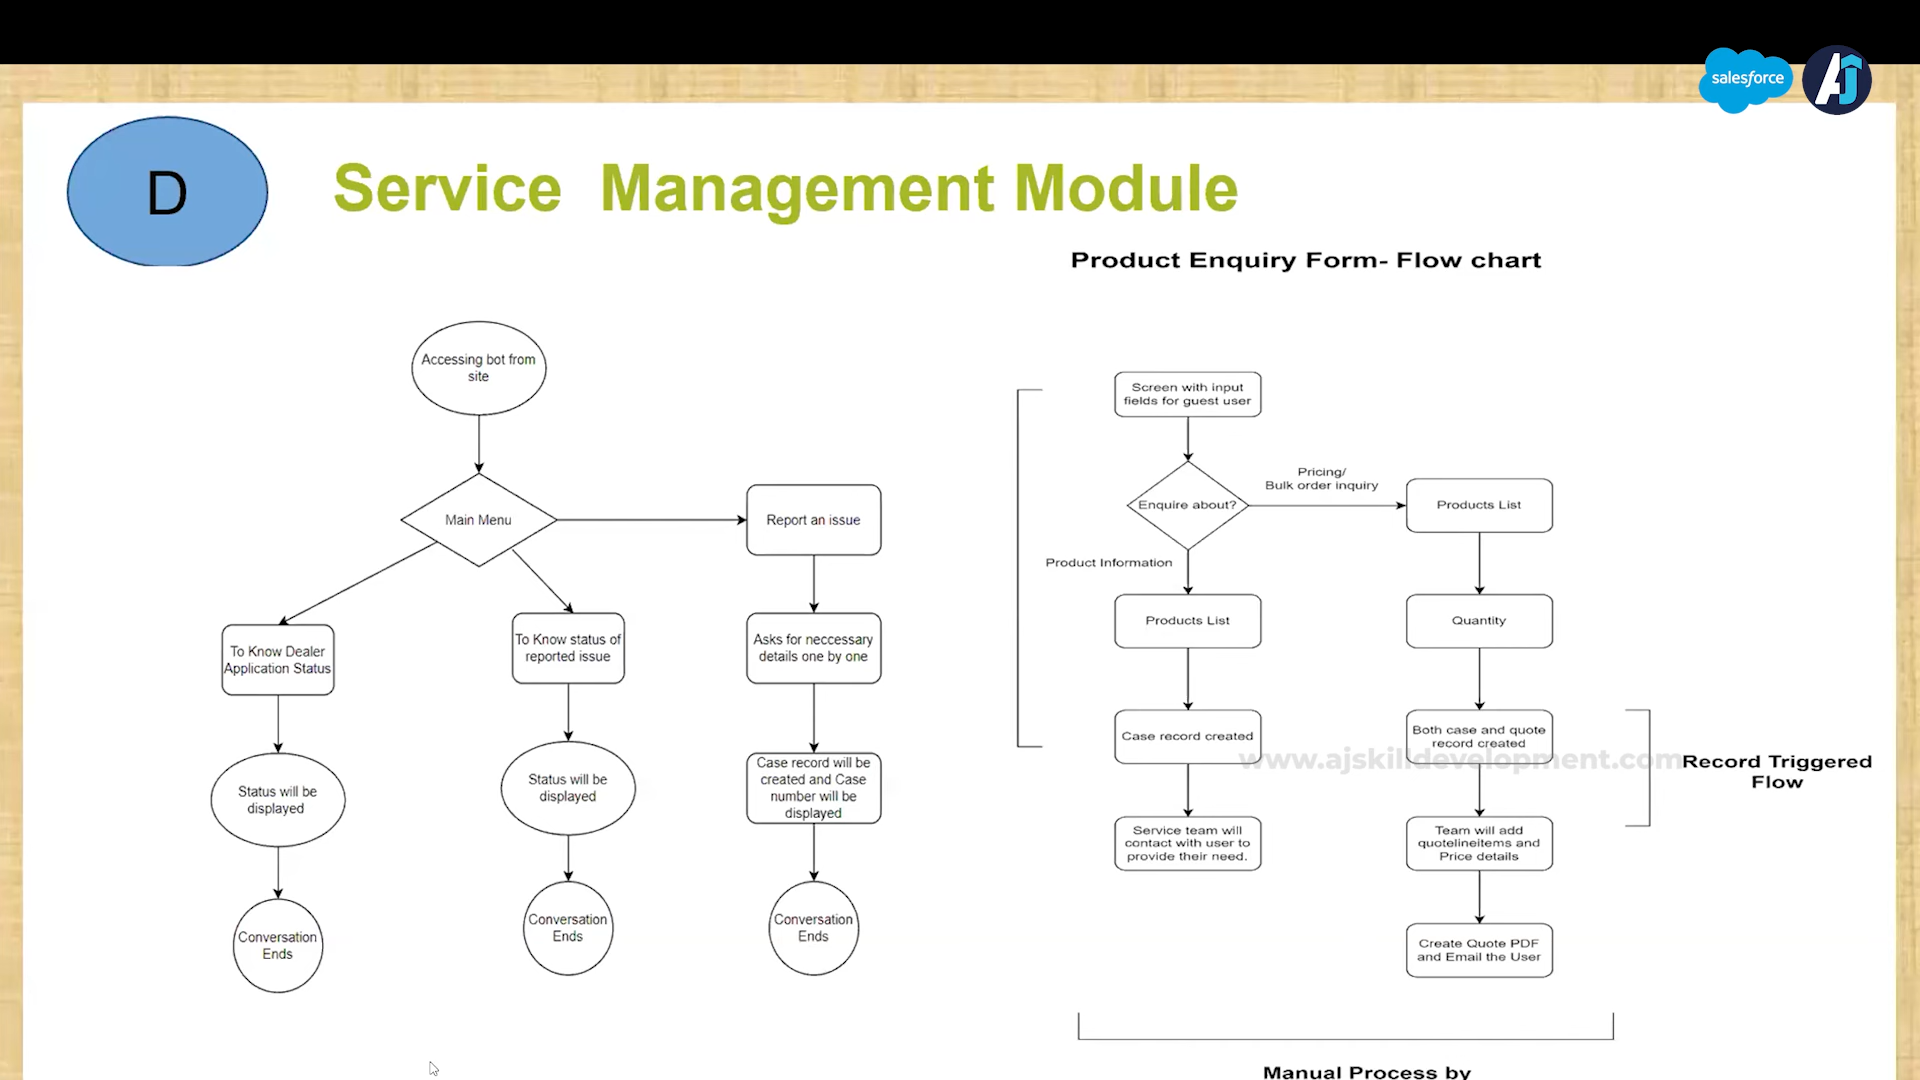 salesforce
AJ
D
Service Management Module
Product Enquiry Form- Flow chart
Accessing bot from
site
Main Menu
Report an issue
To Know Dealer
Application Status
To Know status of
reported issue
Asks for neccessary
details one by one
Status will be
displayed
Status will be
displayed
Case record will be
created and Case
number will be
displayed
Conversation
Ends
Conversation
Ends
Conversation
Ends
Screen with input
fields for guest user
Enquire about?
Pricing/
Bulk order inquiry
Products List
Product Information
Products List
Quantity
Case record created
Both case and quote
record created
www.ajskilldevelopment.com
Record Triggered
Flow
Service team will
contact with user to
provide their need.
Team will add
quotelineitems and
Price details
Create Quote PDF
and Email the User
Manual Process by